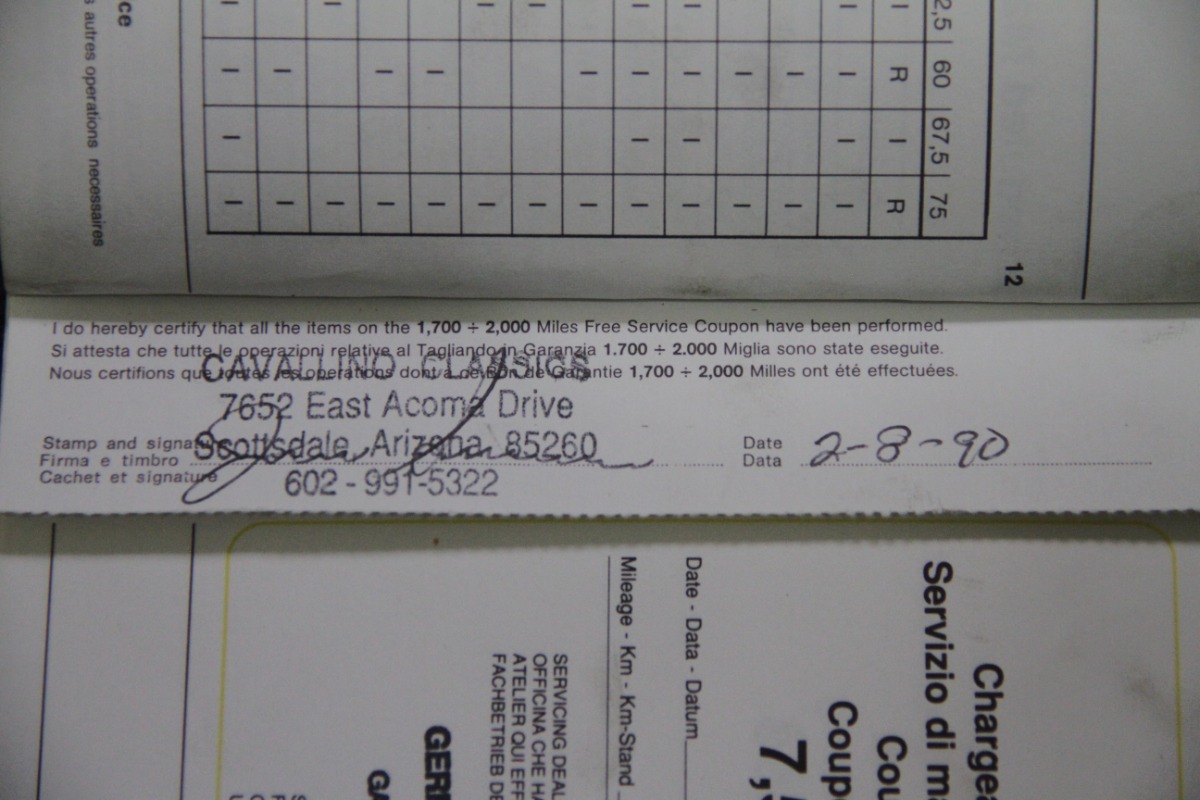 ce
autres operations necessaires
2,5 | 60 | 67,5 | 75
I I I I I I I
I I I I I I I I I I R
I I I I I
I I I I I I I I I I I I I R
12
I do hereby certify that all the items on the 1,700 ÷ 2,000 Miles Free Service Coupon have been performed.
Si attesta che tutte le operazioni relative al Tagliando in Garanzia 1.700 ÷ 2.000 Miglia sono state eseguite.
Nous certifions que toutes les operations dont a ce Bon de Garantie 1,700 ÷ 2,000 Milles ont été effectuées.
CAVALLINO CLASSICS
7652 East Acoma Drive
Scottsdale, Arizona 85260
602 - 991-5322
Stamp and signature
Firma e timbro
Cachet et signature
Date
Data
2-8-90
Chargea
Servizio di ma
Cou
Coup
7,
Date - Data - Datum
Mileage - Km - Km-Stand
SERVICING DEAL
OFFICINA CHE HA
ATELIER QUI EFF
FACHBETRIEB DE
GERI
GA